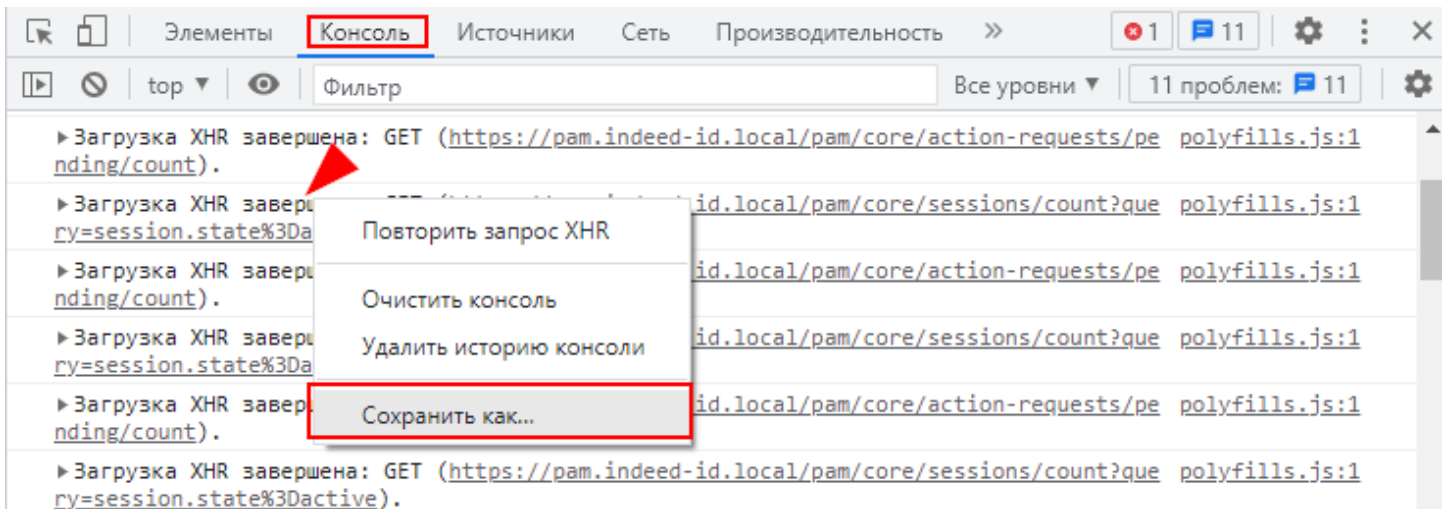 Элементы Консоль Источники Сеть Производительность » 1 11
top ▼ Фильтр Все уровни ▼ 11 проблем: 11
▶Загрузка XHR завершена: GET (https://pam.indeed-id.local/pam/core/action-requests/pe polyfills.js:1
nding/count).
▶Загрузка XHR заверш id.local/pam/core/sessions/count?que polyfills.js:1
ry=session.state%3Da
Повторить запрос XHR
▶Загрузка XHR заверш id.local/pam/core/action-requests/pe polyfills.js:1
nding/count).
Очистить консоль
▶Загрузка XHR заверш id.local/pam/core/sessions/count?que polyfills.js:1
ry=session.state%3Da
Удалить историю консоли
▶Загрузка XHR завер id.local/pam/core/action-requests/pe polyfills.js:1
nding/count).
Сохранить как...
▶Загрузка XHR завершена: GET (https://pam.indeed-id.local/pam/core/sessions/count?que polyfills.js:1
ry=session.state%3Dactive).